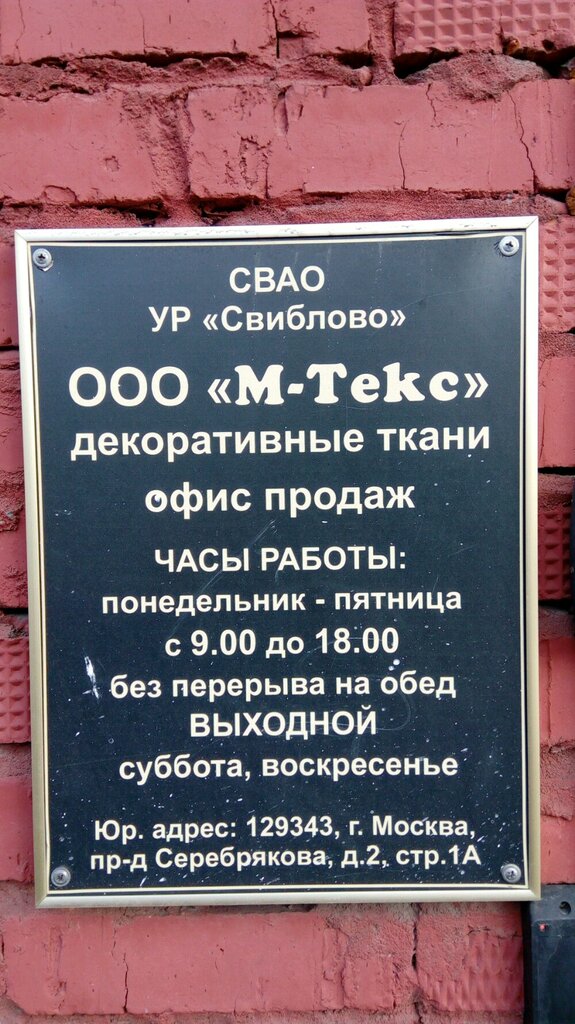 СВАО
УР «Свиблово»
ООО «М-Текс»
декоративные ткани
офис продаж
ЧАСЫ РАБОТЫ:
понедельник - пятница
с 9.00 до 18.00
без перерыва на обед
ВЫХОДНОЙ
суббота, воскресенье
Юр. адрес: 129343, г. Москва,
пр-д Серебрякова, д.2, стр.1А